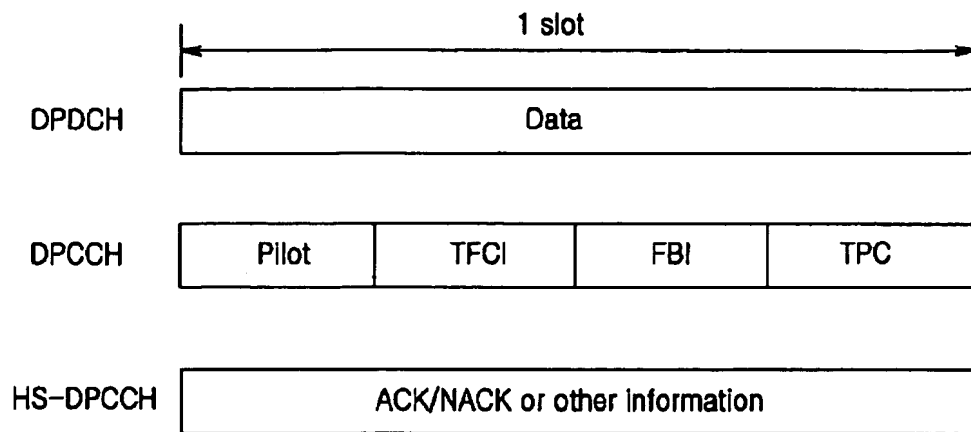 1 slot
DPDCH Data
DPCCH Pilot TFCI FBI TPC
HS-DPCCH ACK/NACK or other information